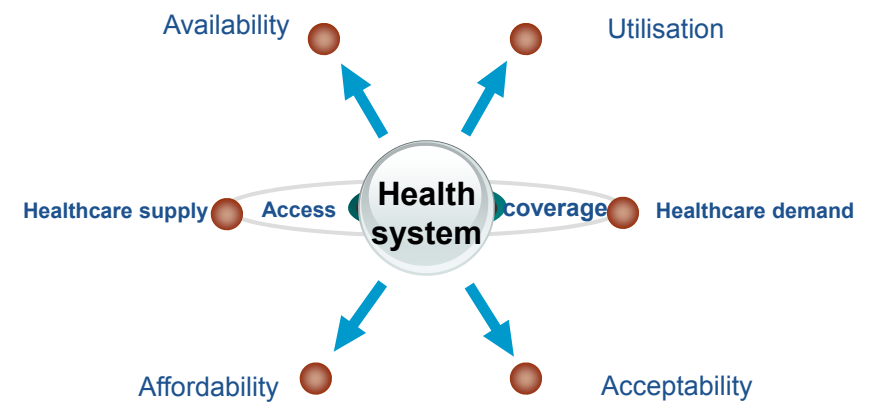 Availability
Utilisation
Healthcare supply
Access
Health
system
coverage
Healthcare demand
Affordability
Acceptability